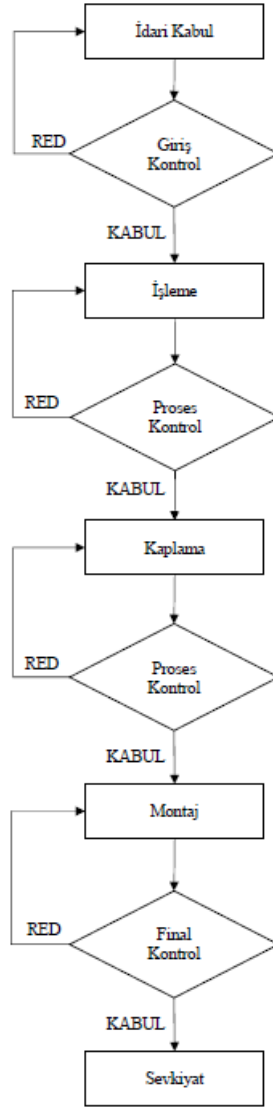 İdari Kabul
RED
Giriş
Kontrol
KABUL
İşleme
RED
Proses
Kontrol
KABUL
Kaplama
RED
Proses
Kontrol
KABUL
Montaj
RED
Final
Kontrol
KABUL
Sevkiyat